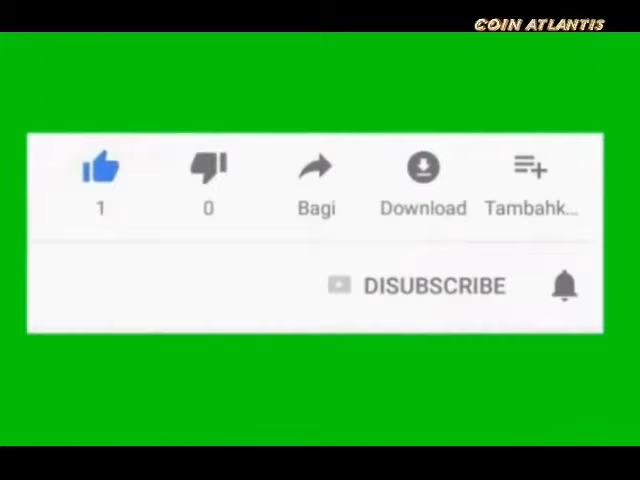 COIN ATLANTIS
1
0
Bagi
Download
Tambahk...
DISUBSCRIBE